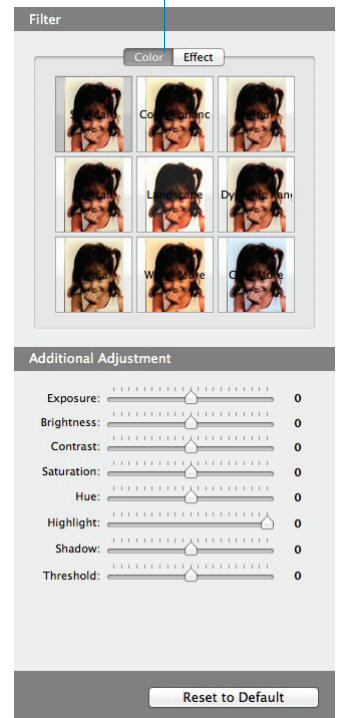 Filter
Color Effect
Landscape
Additional Adjustment
Exposure: 0
Brightness: 0
Contrast: 0
Saturation: 0
Hue: 0
Highlight: 0
Shadow: 0
Threshold: 0
Reset to Default